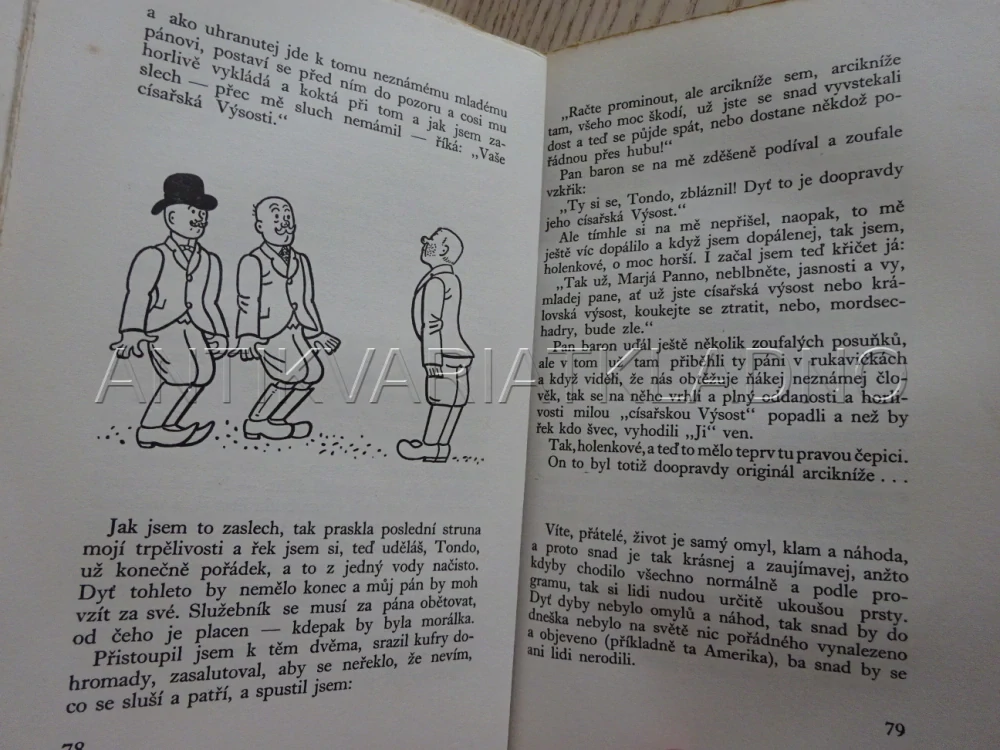 a ako uhranutej jde k tomu neznámému mladému
pánovi, postaví se před ním do pozoru a cosi mu
horlivě vykládá a koktá při tom a jak jsem za-
slech — přec mě sluch nemámil — říká: „Vaše
císařská Výsosti.“
Jak jsem to zaslech, tak praskla poslední struna
mojí trpělivosti a řek jsem si, teď uděláš, Tondo,
už konečně pořádek, a to z jedný vody načisto.
Dyť tohleto by nemělo konec a můj pán by moh
vzít za své. Služebník se musí za pána obětovat,
od čeho je placen — kdepak by byla morálka.
Přistoupil jsem k těm dvěma, srazil kufry do-
hromady, zasalutoval, aby se neřeklo, že nevím,
co se sluší a patří, a spustil jsem:
78
„Račte prominout, ale arcikníže sem, arcikníže
tam, všeho moc škodí, už jste se snad vyvstekali
dost a teď se půjde spát, nebo dostane někdož po-
řádnou přes hubu!“
Pan baron se na mě zděšeně podíval a zoufale
vzkřik:
„Ty si se, Tondo, zbláznil! Dyť to je doopravdy
jeho císařská Výsost.“
Ale tímhle si na mě nepřišel, naopak, to mě
ještě víc dopálilo a když jsem dopálenej, tak jsem,
holenkové, o moc horší. I začal jsem teď křičet já:
„Tak už, Marjá Panno, neblbněte, jasnosti a vy,
mladej pane, ať už jste císařská výsost nebo krá-
lovská výsost, koukejte se ztratit, nebo, mordsec-
hadry, bude zle.“
Pan baron udál ještě několik zoufalých posuňků,
ale v tom už tam přiběhli ty páni v rukavičkách
a když viděli, že nás obtěžuje ňákej neznámej člo-
věk, tak se na něho vrhli a plný oddanosti a horli-
vosti milou „císařskou Výsost“ popadli a než by
řek kdo švec, vyhodili „Ji“ ven.
Tak, holenkové, a teď to mělo teprv tu pravou čepici.
On to byl totiž doopravdy originál arcikníže . . .
Víte, přátelé, život je samý omyl, klam a náhoda,
a proto snad je tak krásnej a zaujímavej, anžto
kdyby chodilo všechno normálně a podle pro-
gramu, tak si lidi nudou určitě ukoušou prsty.
Dyť dyby nebylo omylů a náhod, tak snad by do
dneška nebylo na světě nic pořádného vynalezeno
a objeveno (příkladně ta Amerika), ba snad by se
ani lidi nerodili.
79
ANTIKVARIAT KLADNO